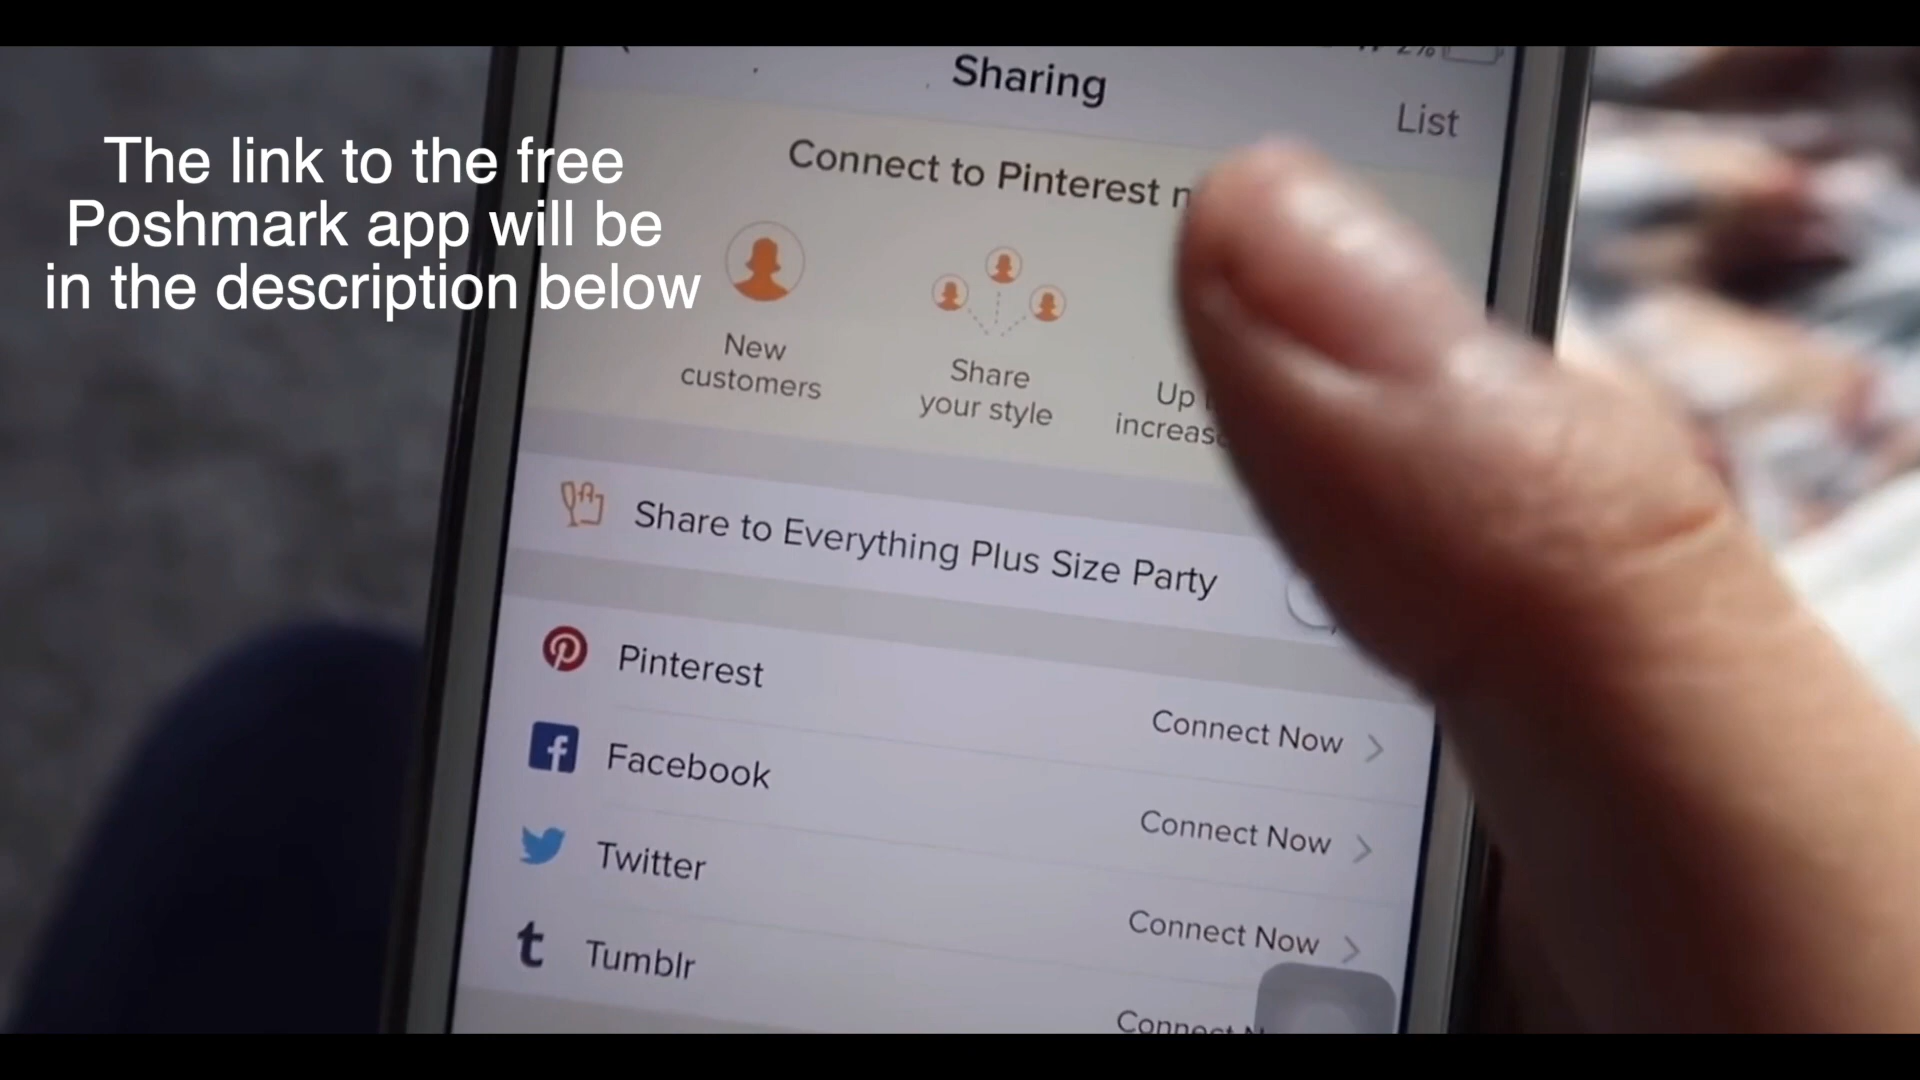 The link to the free
Poshmark app will be
in the description below
Sharing
List
Connect to Pinterest
New
customers
Share
your style
Up
Share to Everything Plus Size Party
Pinterest
Connect Now
Facebook
Connect Now
Twitter
Connect Now
Tumblr